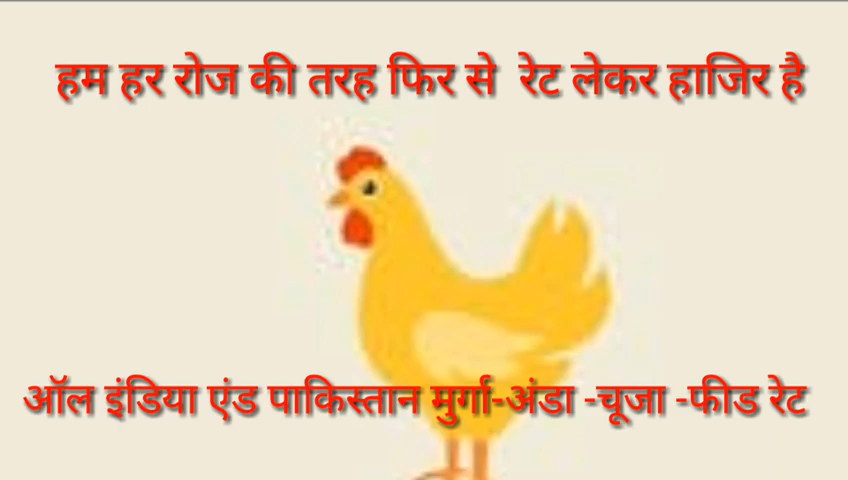 हम हर रोज की तरह फिर से रेट लेकर हाजिर है
ऑल इंडिया एंड पाकिस्तान मुर्गा-अंडा -चूजा -फीड रेट